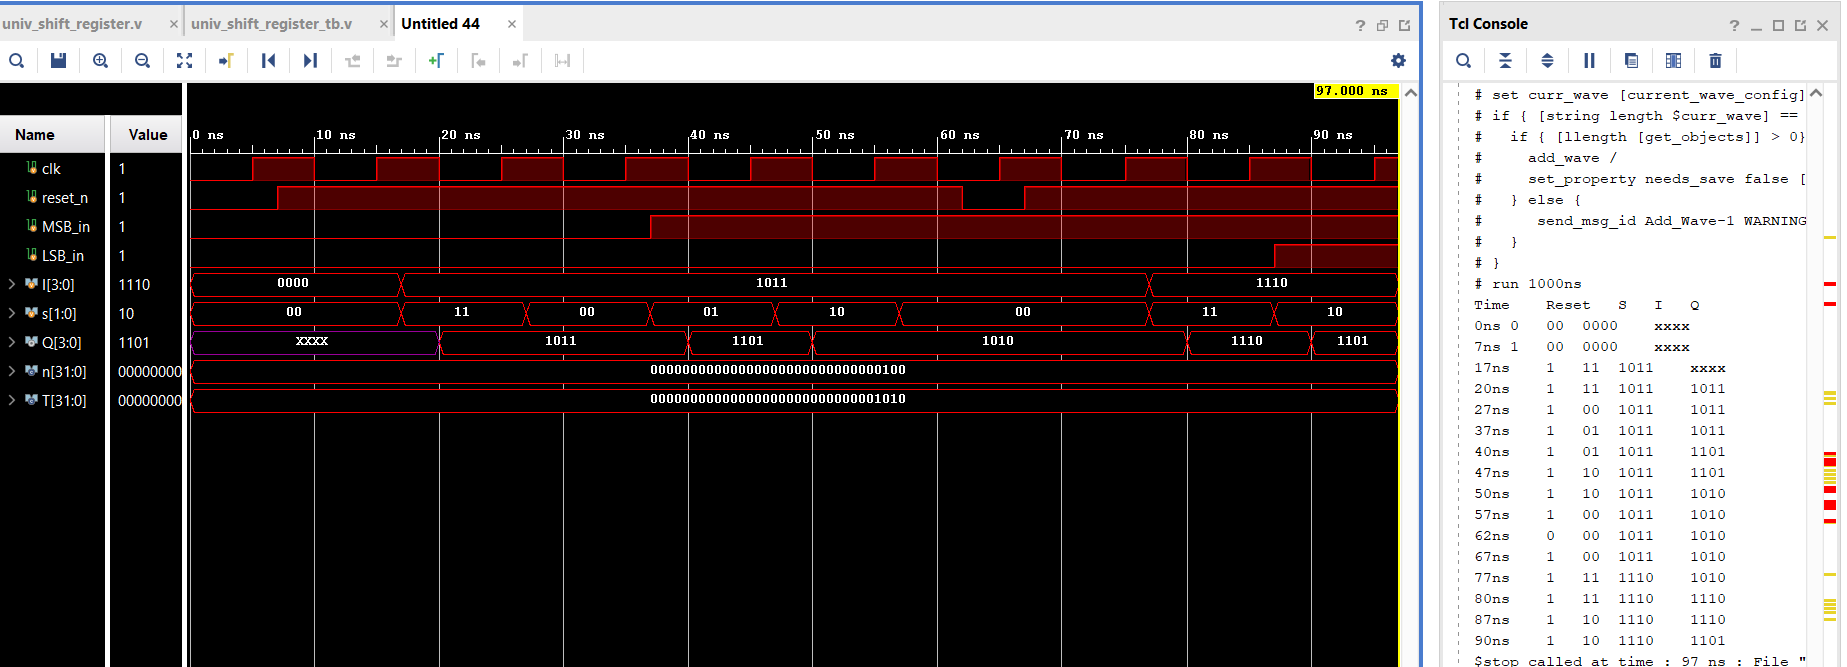 univ_shift_register.v × univ_shift_register_tb.v × Untitled 44 ×
97.000 ns
Name Value
0 ns 10 ns 20 ns 30 ns 40 ns 50 ns 60 ns 70 ns 80 ns 90 ns
clk 1
reset_n 1
MSB_in 1
LSB_in 1
I[3:0] 1110 0000 1011 1110
s[1:0] 10 00 11 00 01 10 00 11 10
Q[3:0] 1101 XXXX 1011 1101 1010 1110 1101
n[31:0] 00000000 00000000000000000000000000000100
T[31:0] 00000000 00000000000000000000000000001010
Tcl Console
# set curr_wave [current_wave_config]
# if { [string length $curr_wave] ==
# if { [llength [get_objects]] > 0}
# add_wave /
# set_property needs_save false [
# } else {
# send_msg_id Add_Wave-1 WARNING
# }
# }
# run 1000ns
Time Reset S I Q
0ns 0 00 0000 xxxx
7ns 1 00 0000 xxxx
17ns 1 11 1011 xxxx
20ns 1 11 1011 1011
27ns 1 00 1011 1011
37ns 1 01 1011 1011
40ns 1 01 1011 1101
47ns 1 10 1011 1101
50ns 1 10 1011 1010
57ns 1 00 1011 1010
62ns 0 00 1011 1010
67ns 1 00 1011 1010
77ns 1 11 1110 1010
80ns 1 11 1110 1110
87ns 1 10 1110 1110
90ns 1 10 1110 1101
$stop called at time : 97 ns : File "